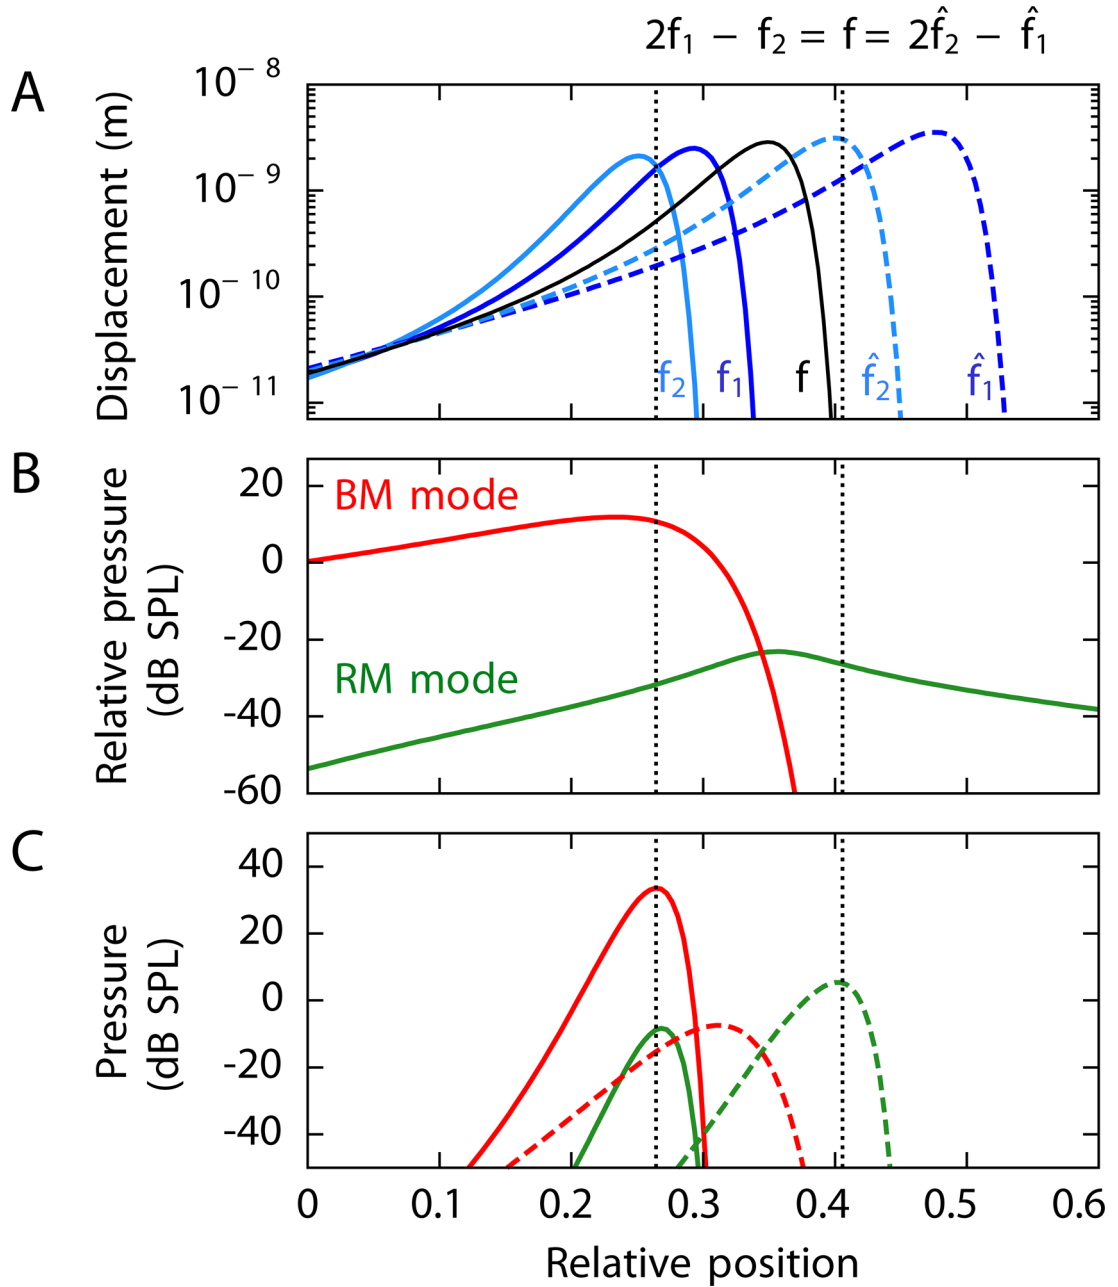 2f₁ − f₂ = f = 2f̂₂ − f̂₁
A
Displacement (m)
10⁻⁸
10⁻⁹
10⁻¹⁰
10⁻¹¹
f₂ f₁ f f̂₂ f̂₁
B
Relative pressure
(dB SPL)
20
0
-20
-40
-60
BM mode
RM mode
C
Pressure
(dB SPL)
40
20
0
-20
-40
0 0.1 0.2 0.3 0.4 0.5 0.6
Relative position